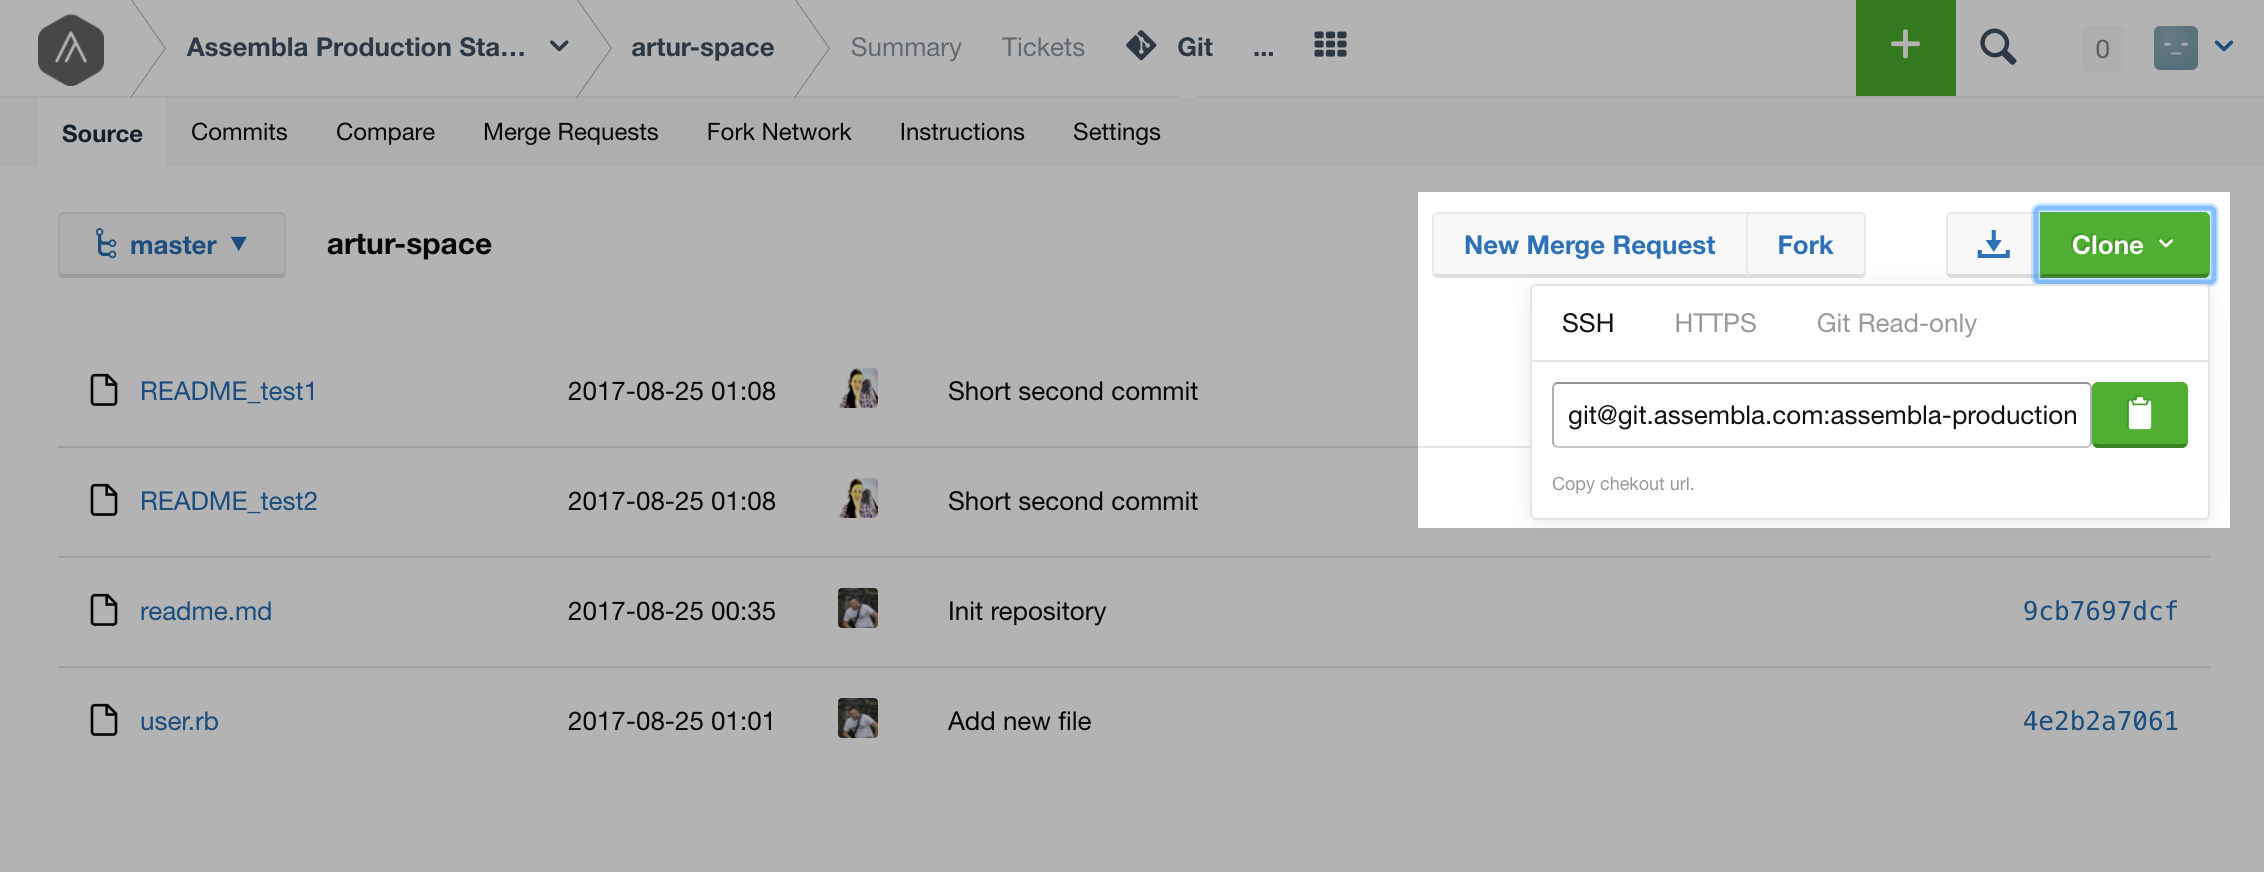 Assembla Production Sta... artur-space Summary Tickets Git ... + 0
Source Commits Compare Merge Requests Fork Network Instructions Settings
master ▼ artur-space New Merge Request Fork Clone
SSH HTTPS Git Read-only
README_test1 2017-08-25 01:08 Short second commit
git@git.assembla.com:assembla-production
Copy chekout url.
README_test2 2017-08-25 01:08 Short second commit
readme.md 2017-08-25 00:35 Init repository 9cb7697dcf
user.rb 2017-08-25 01:01 Add new file 4e2b2a7061